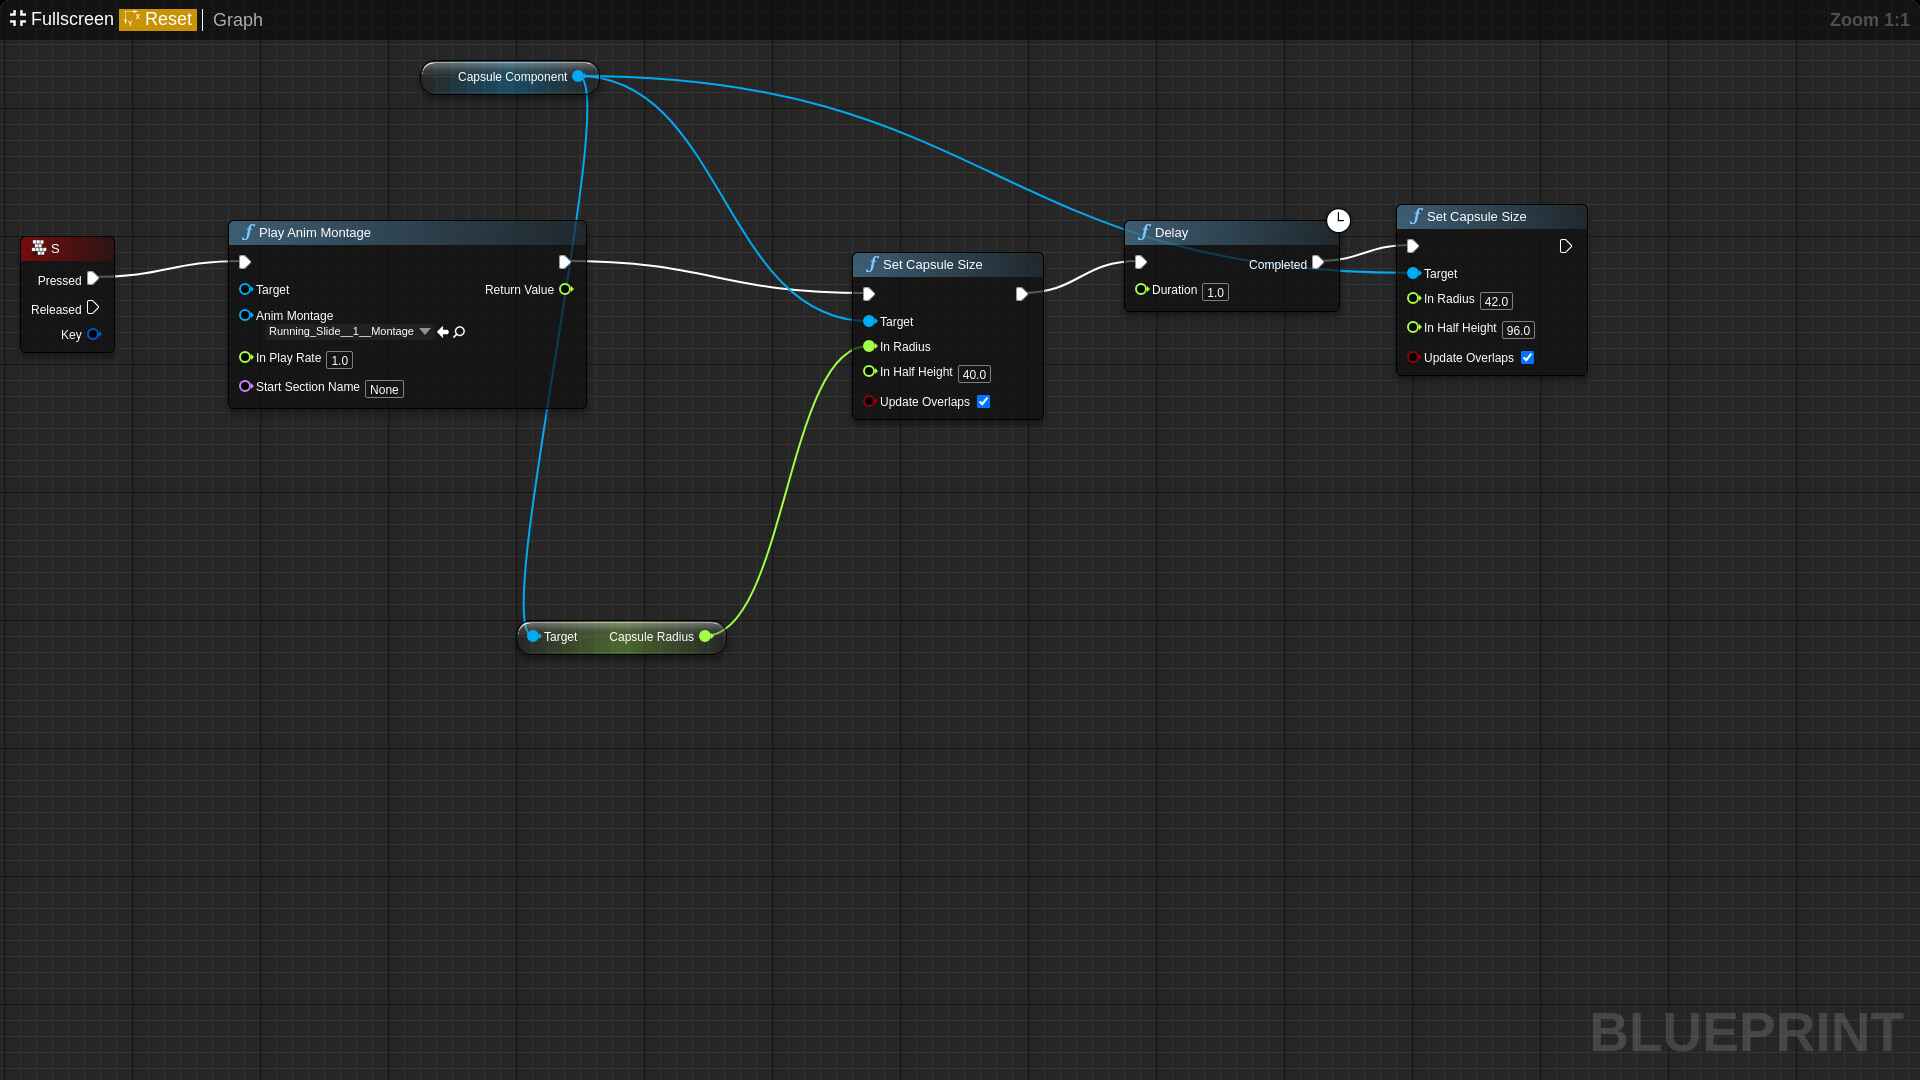 Fullscreen Reset Graph Zoom 1:1
Capsule Component
S
Pressed
Released
Key
Play Anim Montage
Target Return Value
Anim Montage
Running_Slide__1__Montage
In Play Rate 1.0
Start Section Name None
Set Capsule Size
Target
In Radius
In Half Height 40.0
Update Overlaps
Delay
Completed
Duration 1.0
Set Capsule Size
Target
In Radius 42.0
In Half Height 96.0
Update Overlaps
Target Capsule Radius
BLUEPRINT